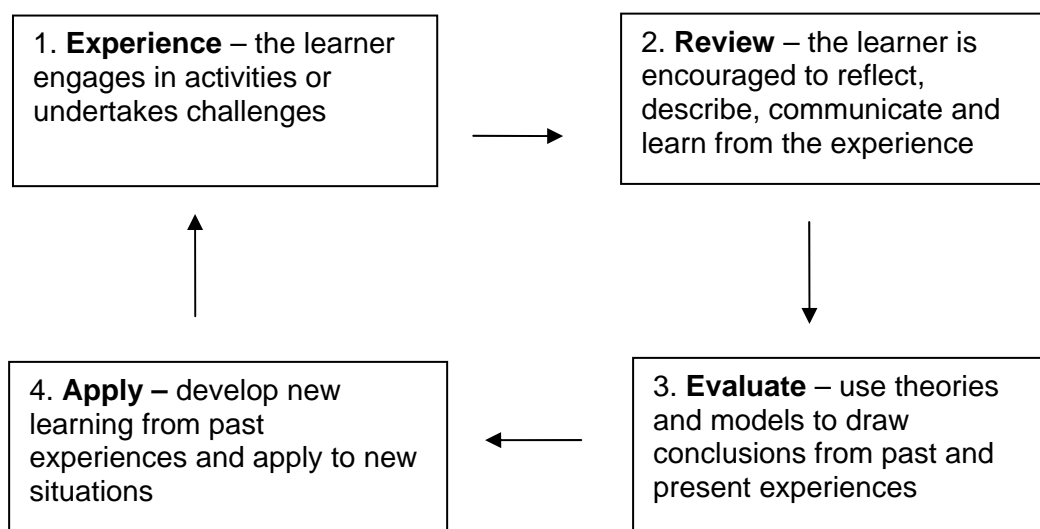 1. Experience – the learner
engages in activities or
undertakes challenges
2. Review – the learner is
encouraged to reflect,
describe, communicate and
learn from the experience
3. Evaluate – use theories
and models to draw
conclusions from past and
present experiences
4. Apply – develop new
learning from past
experiences and apply to new
situations